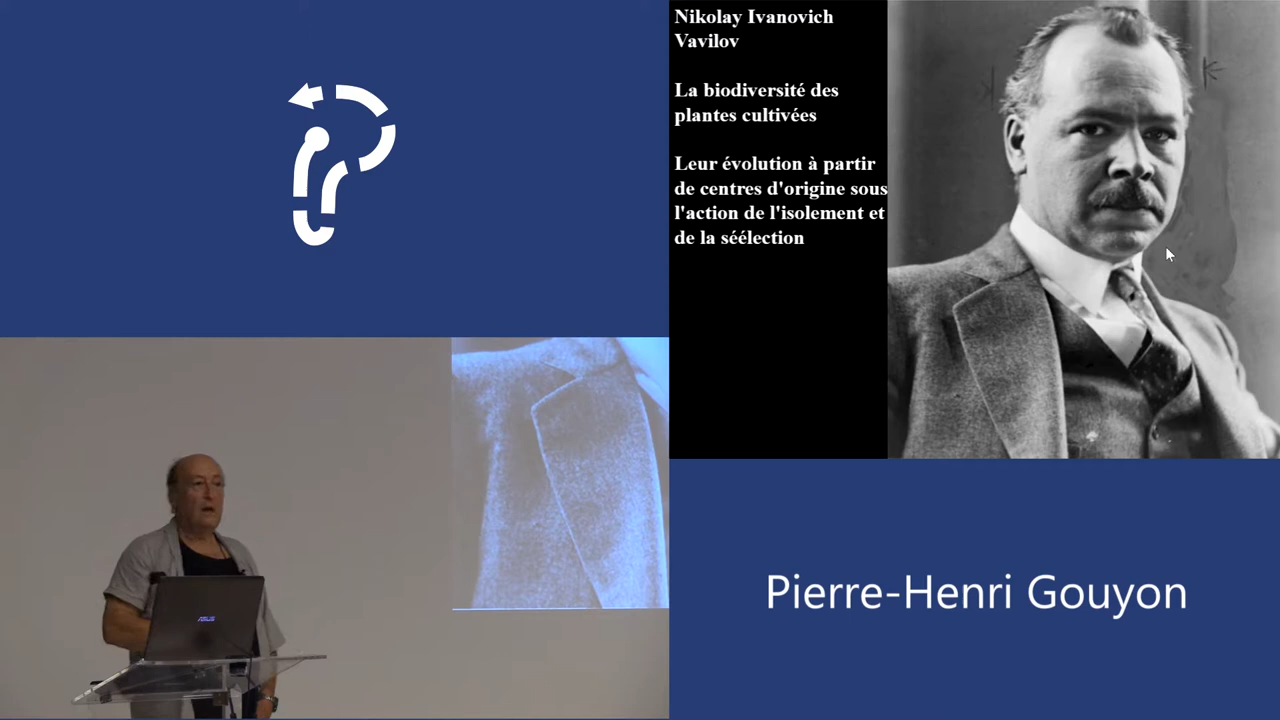 Nikolay Ivanovich
Vavilov
La biodiversité des
plantes cultivées
Leur évolution à partir
de centres d'origine sous
l'action de l'isolement et
de la séélection
ASUS
Pierre-Henri Gouyon